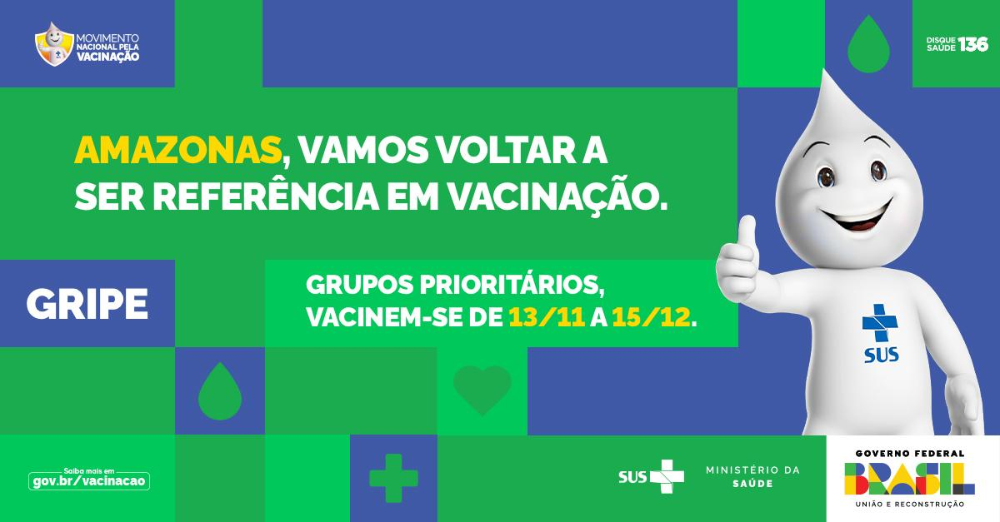 MOVIMENTO
NACIONAL PELA
VACINAÇÃO
DISQUE
SAÚDE 136
AMAZONAS, VAMOS VOLTAR A
SER REFERÊNCIA EM VACINAÇÃO.
GRIPE
GRUPOS PRIORITÁRIOS,
VACINEM-SE DE 13/11 A 15/12.
SUS
Saiba mais em
gov.br/vacinacao
SUS
MINISTÉRIO DA
SAÚDE
GOVERNO FEDERAL
BRASIL
UNIÃO E RECONSTRUÇÃO